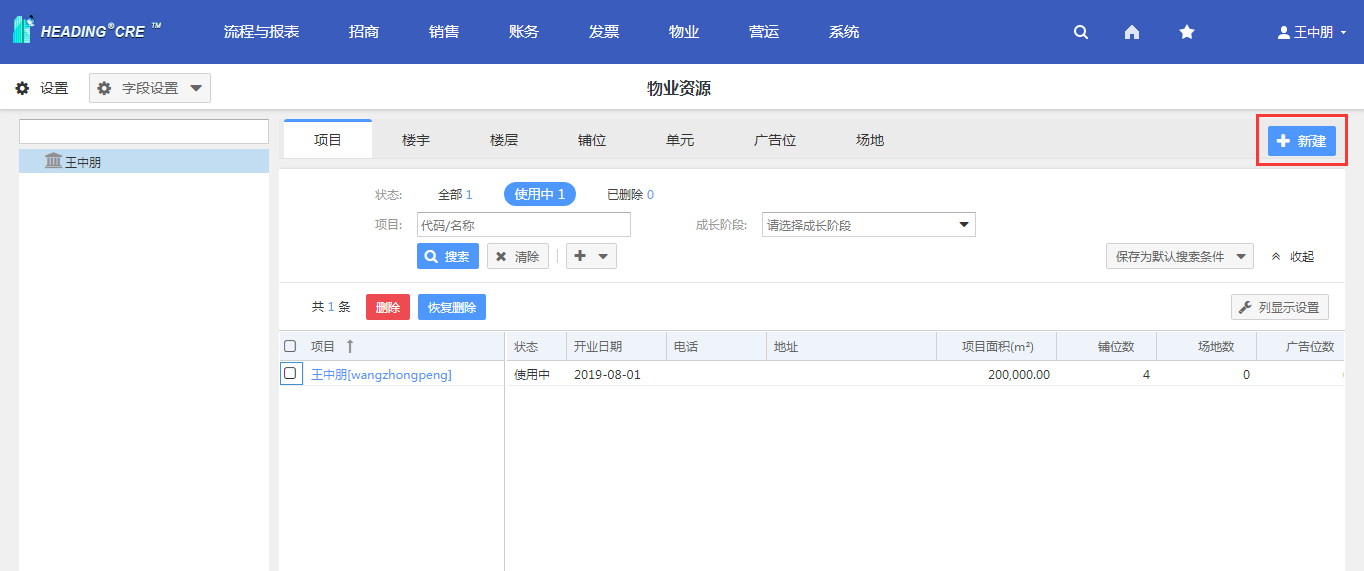 HEADING®CRE ™ 流程与报表 招商 销售 账务 发票 物业 营运 系统 王中朋
设置 字段设置 物业资源
王中朋
项目 楼宇 楼层 铺位 单元 广告位 场地 新建
状态: 全部 1 使用中 1 已删除 0
项目: 代码/名称 成长阶段: 请选择成长阶段
搜索 清除 保存为默认搜索条件 收起
共 1 条 删除 恢复删除 列显示设置
项目 状态 开业日期 电话 地址 项目面积(m²) 铺位数 场地数 广告位数
王中朋[wangzhongpeng] 使用中 2019-08-01 200,000.00 4 0